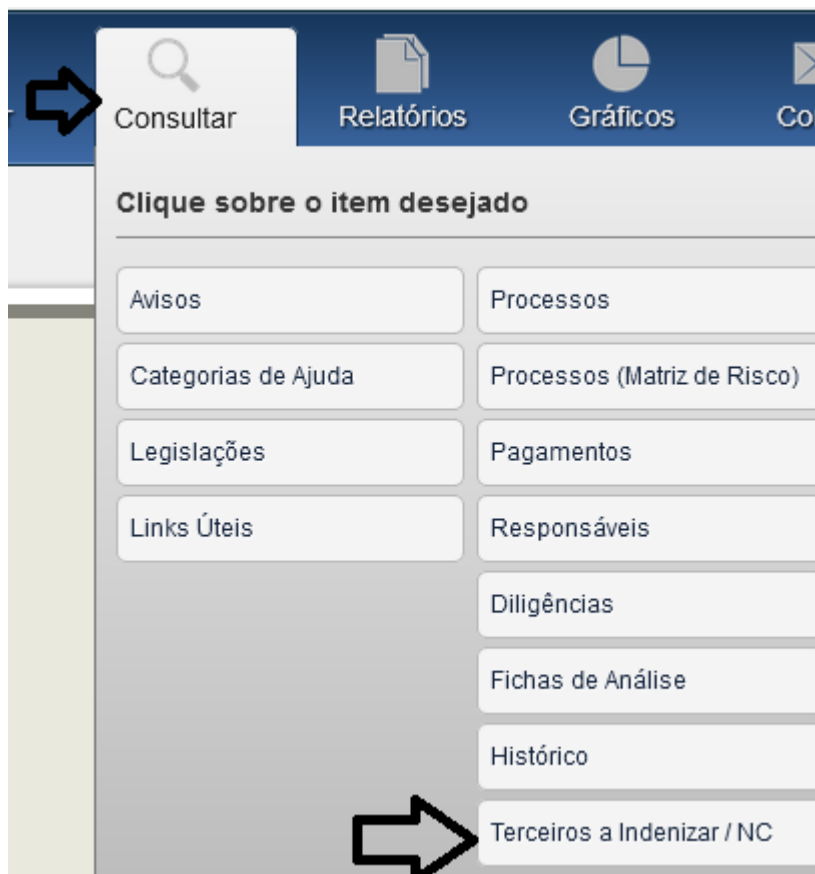 Consultar
Relatórios
Gráficos
Co
Clique sobre o item desejado
Avisos
Processos
Categorias de Ajuda
Processos (Matriz de Risco)
Legislações
Pagamentos
Links Úteis
Responsáveis
Diligências
Fichas de Análise
Histórico
Terceiros a Indenizar / NC